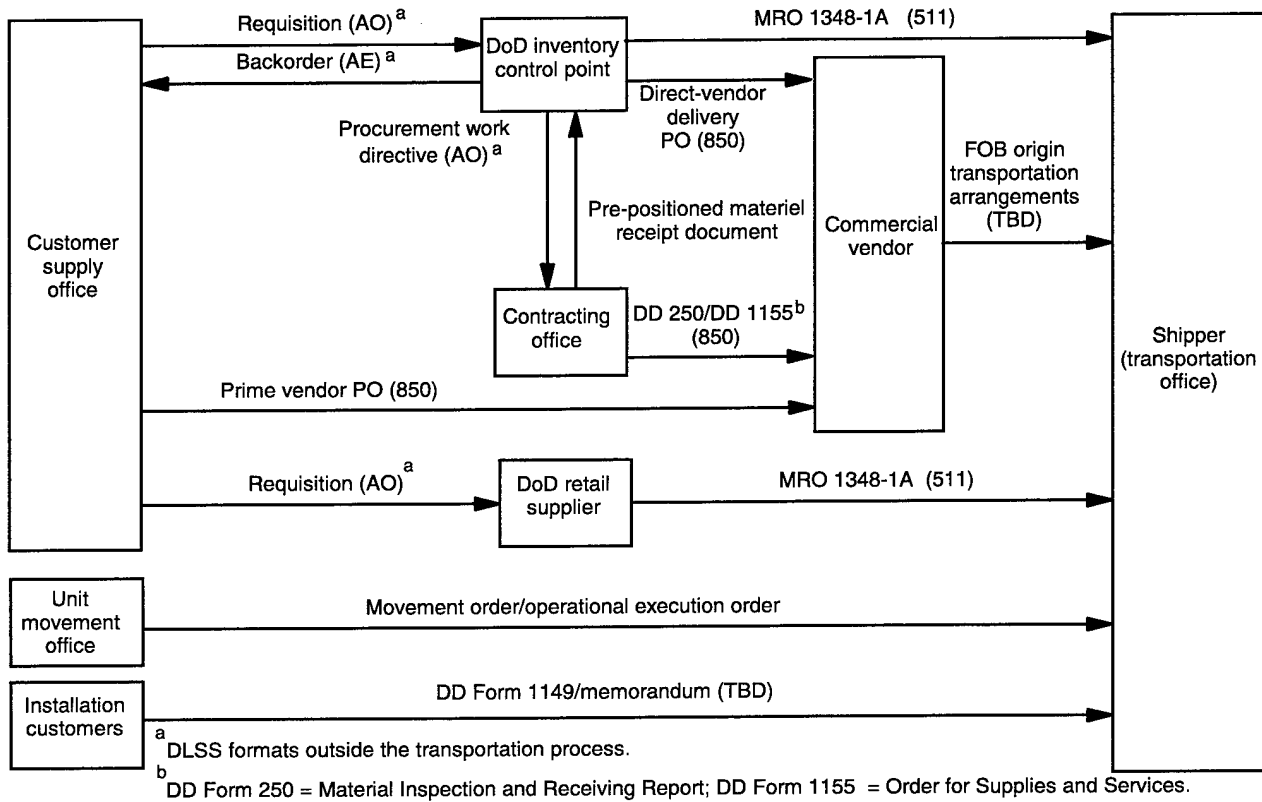 Requisition (AO) a
MRO 1348-1A (511)
DoD inventory
control point
Backorder (AE) a
Direct-vendor
delivery
PO (850)
Procurement work
directive (AO) a
FOB origin
transportation
arrangements
(TBD)
Pre-positioned materiel
receipt document
Commercial
vendor
Customer
supply
office
Contracting
office
DD 250/DD 1155 b
(850)
Shipper
(transportation
office)
Prime vendor PO (850)
Requisition (AO) a
DoD retail
supplier
MRO 1348-1A (511)
Unit
movement
office
Movement order/operational execution order
Installation
customers
DD Form 1149/memorandum (TBD)
a DLSS formats outside the transportation process.
b DD Form 250 = Material Inspection and Receiving Report; DD Form 1155 = Order for Supplies and Services.